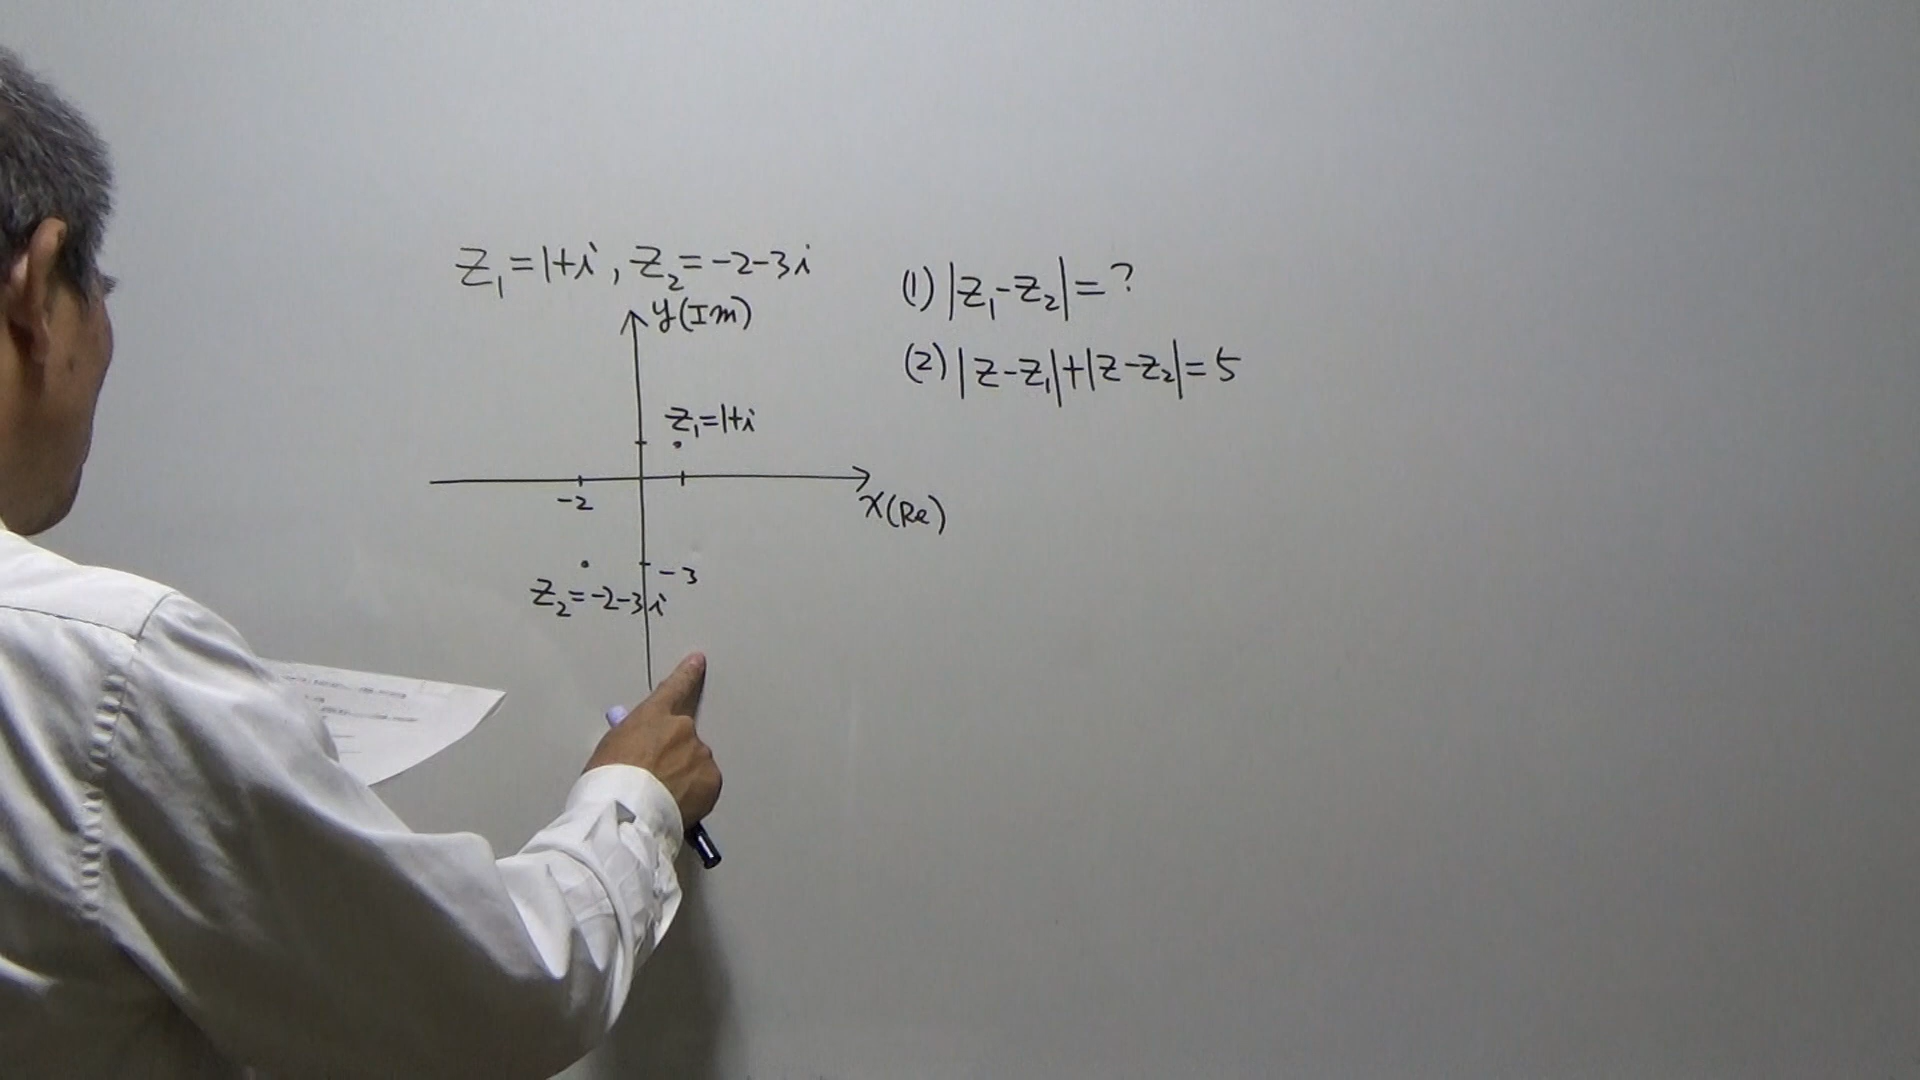 z₁=1+i, z₂=-2-3i
y(Im)
z₁=1+i
-2
x(Re)
-3
z₂=-2-3i
(1) |z₁-z₂|=?
(2) |z-z₁|+|z-z₂|=5